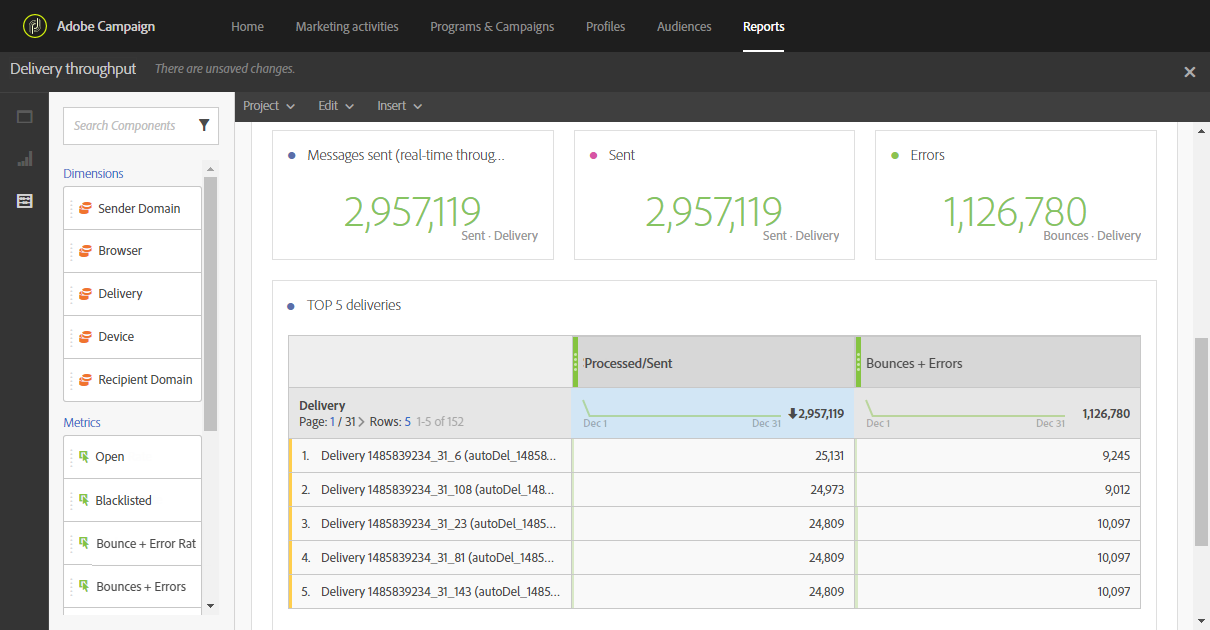 Adobe Campaign
Home Marketing activities Programs & Campaigns Profiles Audiences Reports
Delivery throughput There are unsaved changes.
Project Edit Insert
Search Components
Dimensions
Sender Domain
Browser
Delivery
Device
Recipient Domain
Metrics
Open
Blacklisted
Bounce + Error Rat
Bounces + Errors
Messages sent (real-time throug...
2,957,119
Sent · Delivery
Sent
2,957,119
Sent · Delivery
Errors
1,126,780
Bounces · Delivery
TOP 5 deliveries
Processed/Sent Bounces + Errors
Delivery
Page: 1 / 31 > Rows: 5 1-5 of 152
Dec 1 Dec 31 2,957,119
Dec 1 Dec 31 1,126,780
1. Delivery 1485839234_31_6 (autoDel_14858... 25,131 9,245
2. Delivery 1485839234_31_108 (autoDel_148... 24,973 9,012
3. Delivery 1485839234_31_23 (autoDel_1485... 24,809 10,097
4. Delivery 1485839234_31_81 (autoDel_1485... 24,809 10,097
5. Delivery 1485839234_31_143 (autoDel_1485... 24,809 10,097